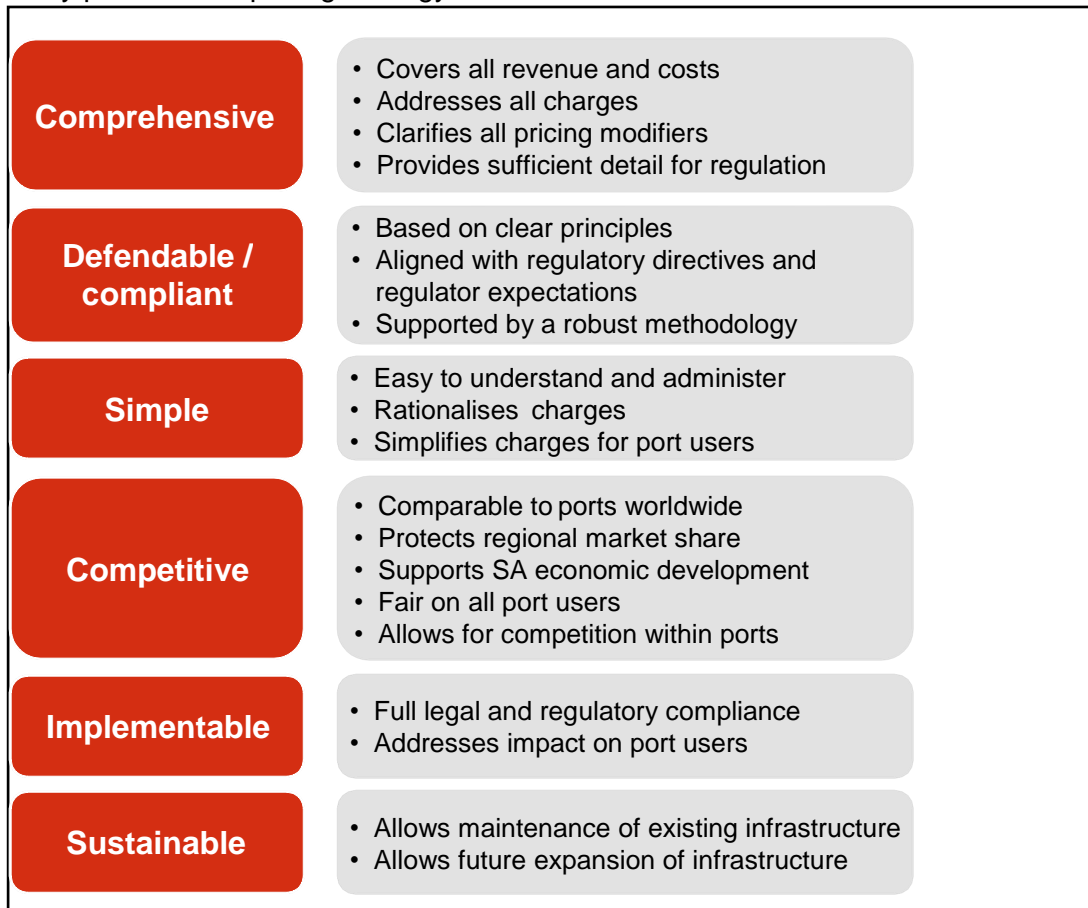 Comprehensive
• Covers all revenue and costs
• Addresses all charges
• Clarifies all pricing modifiers
• Provides sufficient detail for regulation
Defendable /
compliant
• Based on clear principles
• Aligned with regulatory directives and
regulator expectations
• Supported by a robust methodology
Simple
• Easy to understand and administer
• Rationalises charges
• Simplifies charges for port users
Competitive
• Comparable to ports worldwide
• Protects regional market share
• Supports SA economic development
• Fair on all port users
• Allows for competition within ports
Implementable
• Full legal and regulatory compliance
• Addresses impact on port users
Sustainable
• Allows maintenance of existing infrastructure
• Allows future expansion of infrastructure